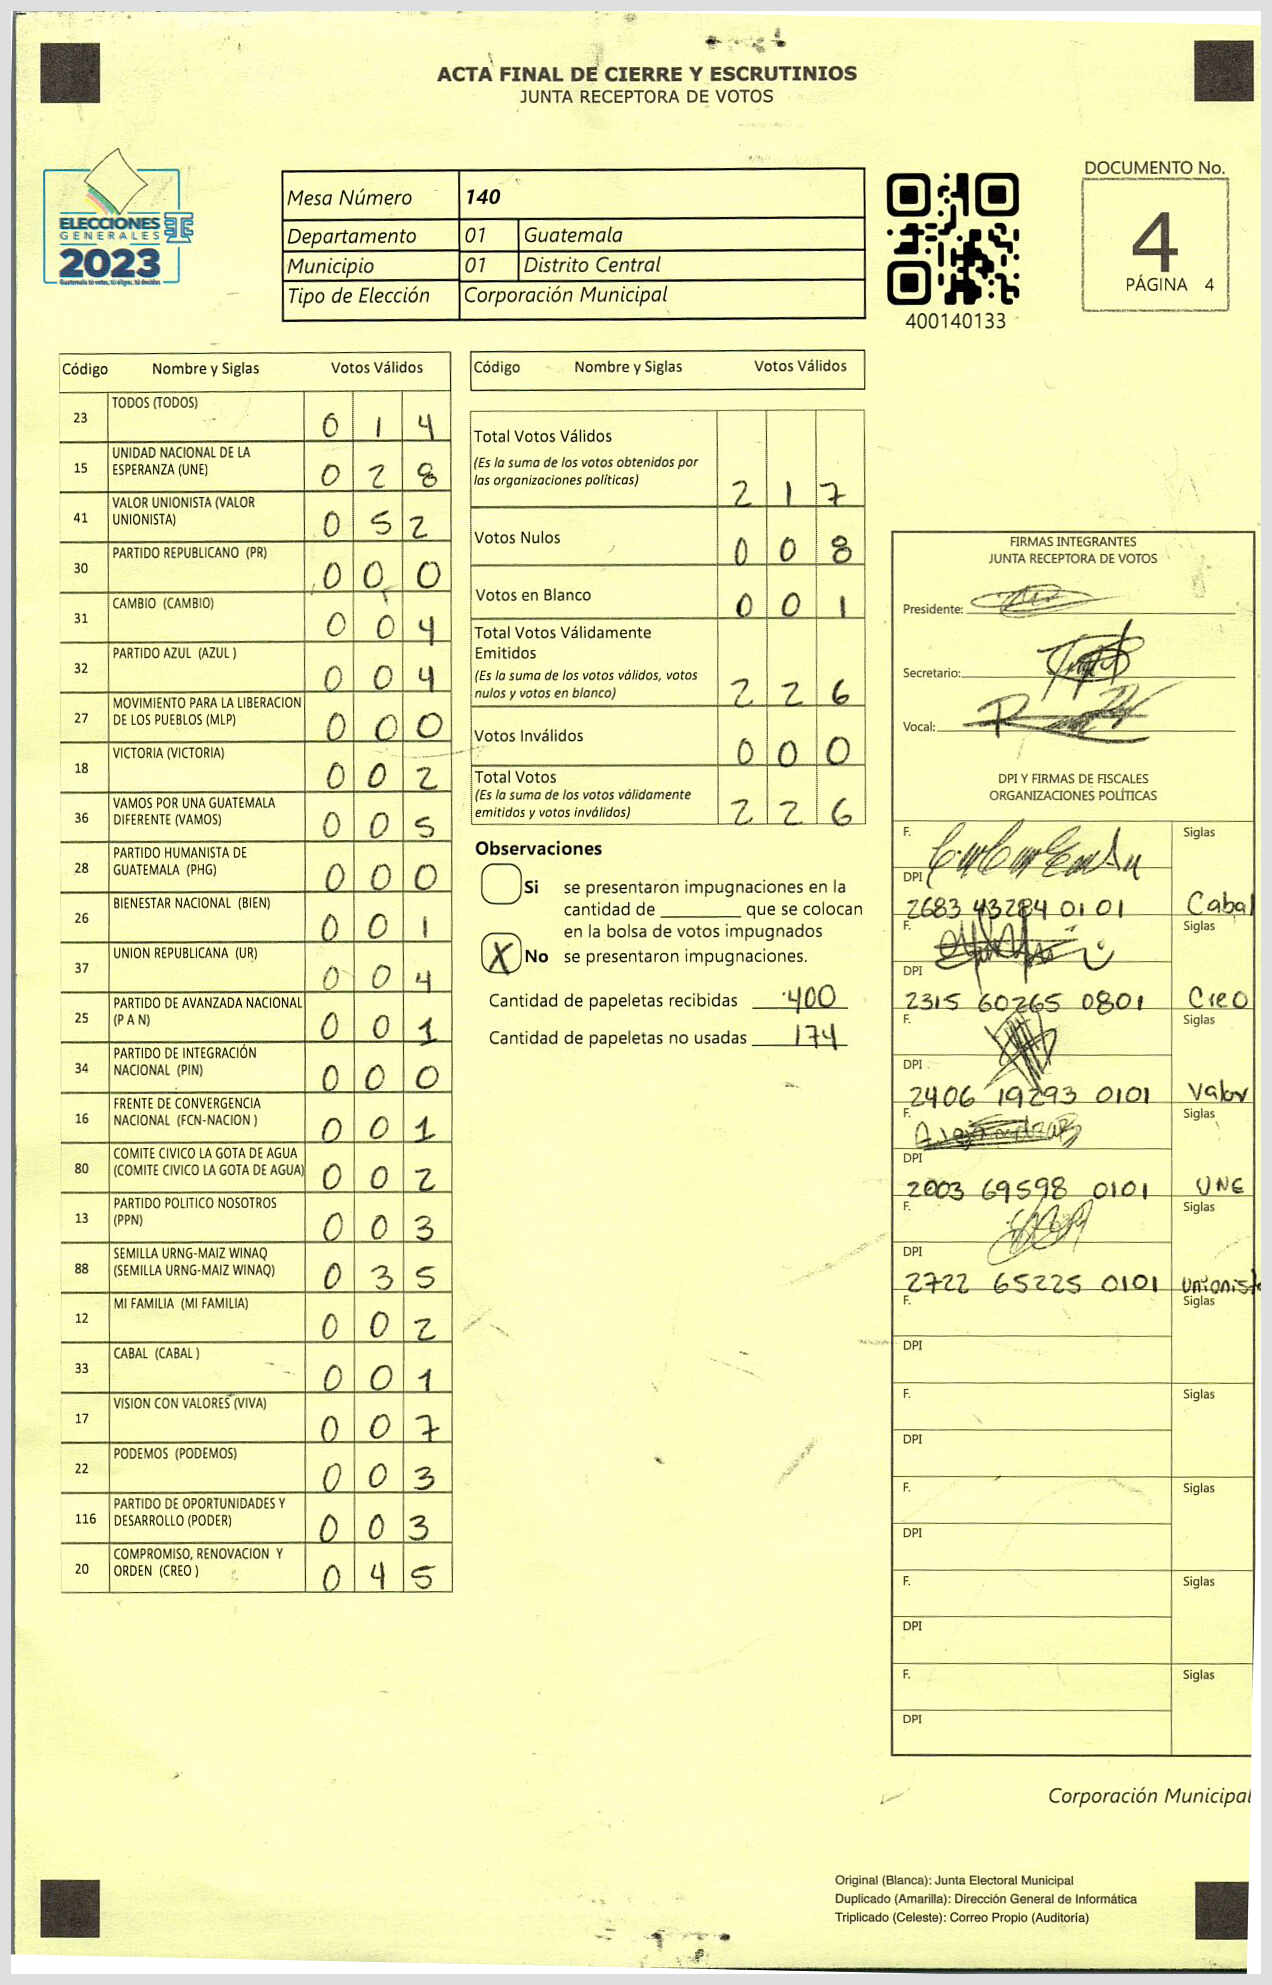 ACTA FINAL DE CIERRE Y ESCRUTINIOS
JUNTA RECEPTORA DE VOTOS
ELECCIONES
GENERALES
2023
Guatemala tú votas, tú eliges, tú decides
Mesa Número 140
Departamento 01 Guatemala
Municipio 01 Distrito Central
Tipo de Elección Corporación Municipal
400140133
DOCUMENTO No.
4
PÁGINA 4
Código Nombre y Siglas Votos Válidos
23 TODOS (TODOS) 0 1 4
15 UNIDAD NACIONAL DE LA
ESPERANZA (UNE) 0 2 8
41 VALOR UNIONISTA (VALOR
UNIONISTA) 0 5 2
30 PARTIDO REPUBLICANO (PR) 0 0 0
31 CAMBIO (CAMBIO) 0 0 4
32 PARTIDO AZUL (AZUL ) 0 0 4
27 MOVIMIENTO PARA LA LIBERACION
DE LOS PUEBLOS (MLP) 0 0 0
18 VICTORIA (VICTORIA) 0 0 2
36 VAMOS POR UNA GUATEMALA
DIFERENTE (VAMOS) 0 0 5
28 PARTIDO HUMANISTA DE
GUATEMALA (PHG) 0 0 0
26 BIENESTAR NACIONAL (BIEN) 0 0 1
37 UNION REPUBLICANA (UR) 0 0 4
25 PARTIDO DE AVANZADA NACIONAL
(P A N) 0 0 1
34 PARTIDO DE INTEGRACIÓN
NACIONAL (PIN) 0 0 0
16 FRENTE DE CONVERGENCIA
NACIONAL (FCN-NACION ) 0 0 1
80 COMITE CIVICO LA GOTA DE AGUA
(COMITE CIVICO LA GOTA DE AGUA) 0 0 2
13 PARTIDO POLITICO NOSOTROS
(PPN) 0 0 3
88 SEMILLA URNG-MAIZ WINAQ
(SEMILLA URNG-MAIZ WINAQ) 0 3 5
12 MI FAMILIA (MI FAMILIA) 0 0 2
33 CABAL (CABAL ) 0 0 1
17 VISION CON VALORES (VIVA) 0 0 7
22 PODEMOS (PODEMOS) 0 0 3
116 PARTIDO DE OPORTUNIDADES Y
DESARROLLO (PODER) 0 0 3
20 COMPROMISO, RENOVACION Y
ORDEN (CREO ) 0 4 5
Código Nombre y Siglas Votos Válidos
Total Votos Válidos
(Es la suma de los votos obtenidos por
las organizaciones políticas) 2 1 7
Votos Nulos 0 0 8
Votos en Blanco 0 0 1
Total Votos Válidamente
Emitidos
(Es la suma de los votos válidos, votos
nulos y votos en blanco) 2 2 6
Votos Inválidos 0 0 0
Total Votos
(Es la suma de los votos válidamente
emitidos y votos inválidos) 2 2 6
Observaciones
Si se presentaron impugnaciones en la
cantidad de ________ que se colocan
en la bolsa de votos impugnados
X No se presentaron impugnaciones.
Cantidad de papeletas recibidas 400
Cantidad de papeletas no usadas 174
FIRMAS INTEGRANTES
JUNTA RECEPTORA DE VOTOS
Presidente:
Secretario:
Vocal:
DPI Y FIRMAS DE FISCALES
ORGANIZACIONES POLÍTICAS
F. Siglas
DPI
2683 43284 0101 Cabal
F. Siglas
DPI
2315 60265 0801 Creo
F. Siglas
DPI
2406 19293 0101 Valor
F. Siglas
DPI
2003 69598 0101 UNE
F. Siglas
DPI
2722 65225 0101 Unionista
F. Siglas
DPI
F. Siglas
DPI
F. Siglas
DPI
F. Siglas
DPI
F. Siglas
DPI
Corporación Municipal
Original (Blanca): Junta Electoral Municipal
Duplicado (Amarilla): Dirección General de Informática
Triplicado (Celeste): Correo Propio (Auditoría)